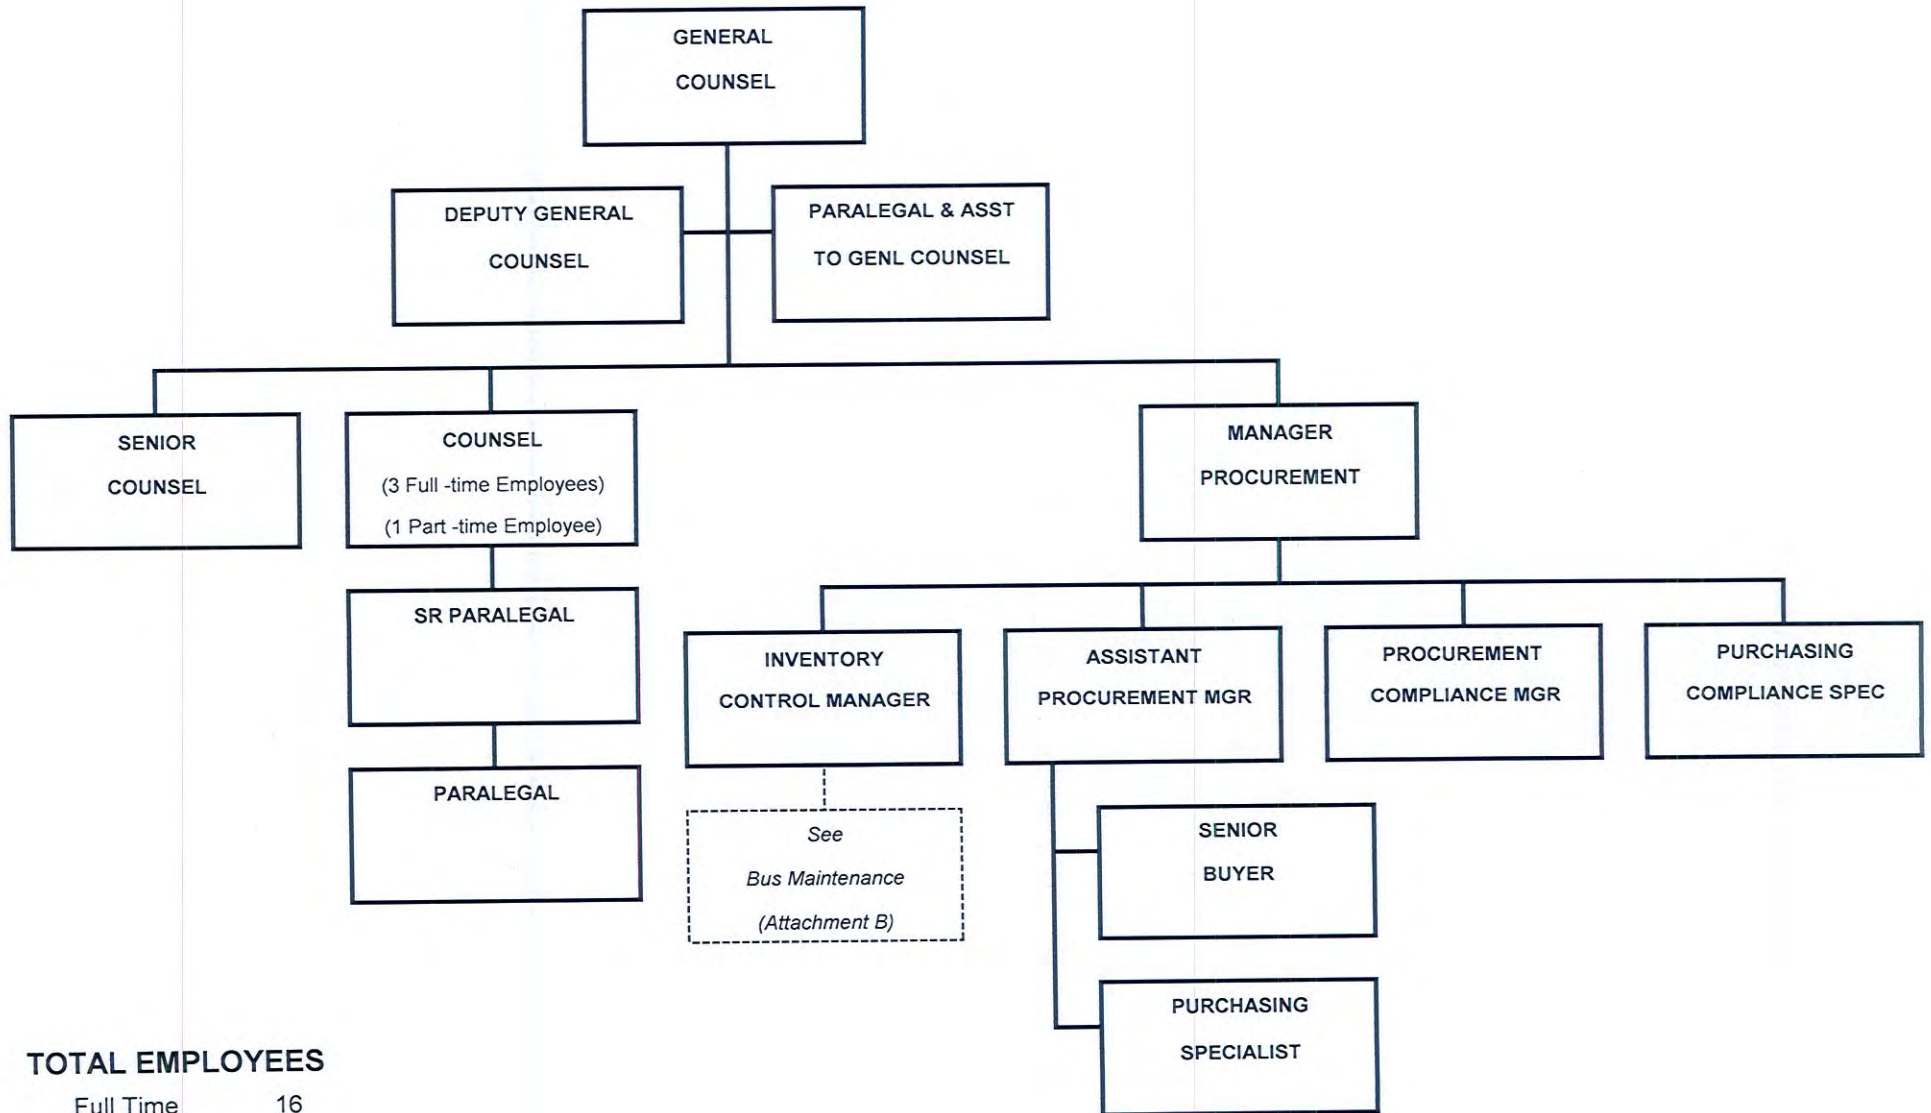 GENERAL
COUNSEL
DEPUTY GENERAL
COUNSEL
PARALEGAL & ASST
TO GENL COUNSEL
SENIOR
COUNSEL
COUNSEL
(3 Full -time Employees)
(1 Part -time Employee)
MANAGER
PROCUREMENT
SR PARALEGAL
PARALEGAL
INVENTORY
CONTROL MANAGER
ASSISTANT
PROCUREMENT MGR
PROCUREMENT
COMPLIANCE MGR
PURCHASING
COMPLIANCE SPEC
See
Bus Maintenance
(Attachment B)
SENIOR
BUYER
PURCHASING
SPECIALIST
TOTAL EMPLOYEES
Full Time 16